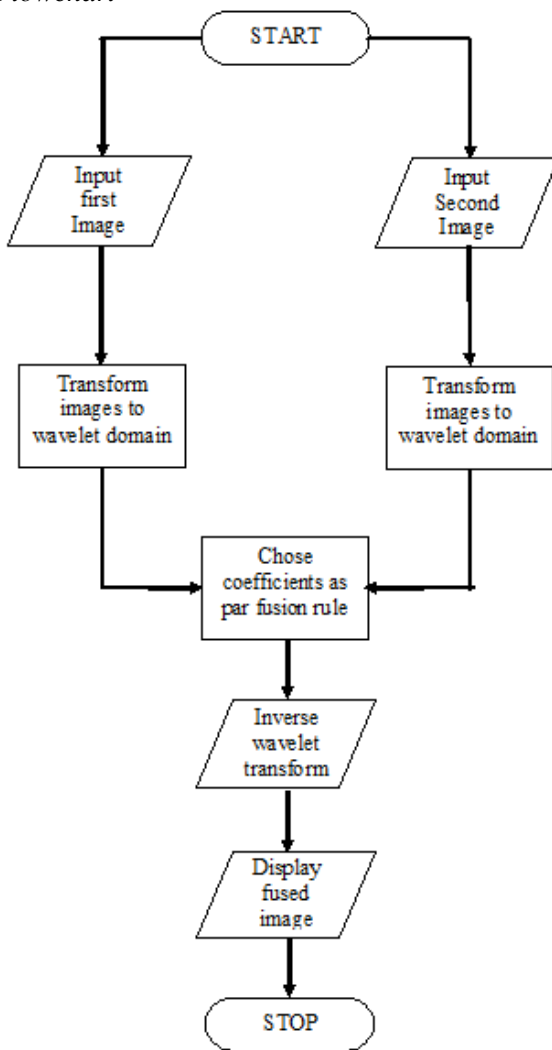 Flowchart
START
Input
first
Image
Input
Second
Image
Transform
images to
wavelet domain
Transform
images to
wavelet domain
Chose
coefficients as
par fusion rule
Inverse
wavelet
transform
Display
fused
image
STOP